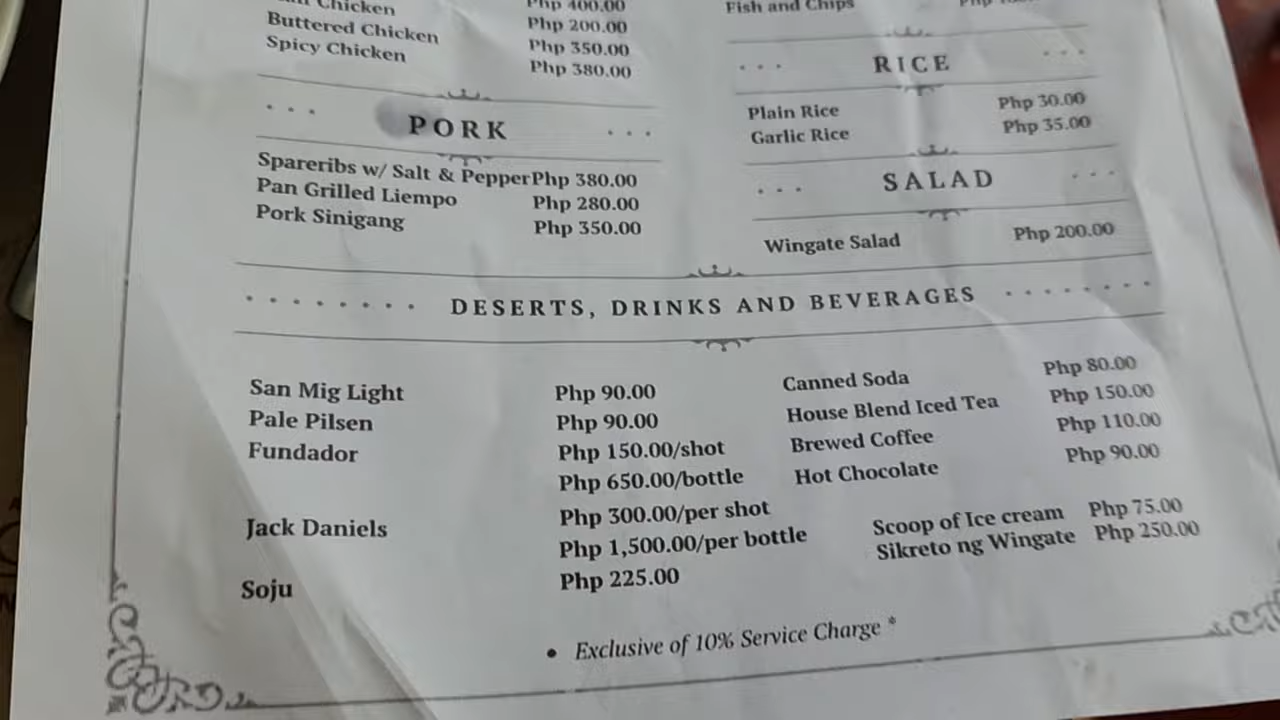 Chicken
Php 400.00
Buttered Chicken
Php 200.00
Spicy Chicken
Php 350.00
Php 380.00
PORK
Spareribs w/ Salt & Pepper Php 380.00
Pan Grilled Liempo Php 280.00
Pork Sinigang Php 350.00
Fish and Chips Php
RICE
Plain Rice Php 30.00
Garlic Rice Php 35.00
SALAD
Wingate Salad Php 200.00
DESERTS, DRINKS AND BEVERAGES
San Mig Light Php 90.00
Pale Pilsen Php 90.00
Fundador Php 150.00/shot
Php 650.00/bottle
Jack Daniels Php 300.00/per shot
Php 1,500.00/per bottle
Soju Php 225.00
Canned Soda Php 80.00
House Blend Iced Tea Php 150.00
Brewed Coffee Php 110.00
Hot Chocolate Php 90.00
Scoop of Ice cream Php 75.00
Sikreto ng Wingate Php 250.00
• Exclusive of 10% Service Charge *